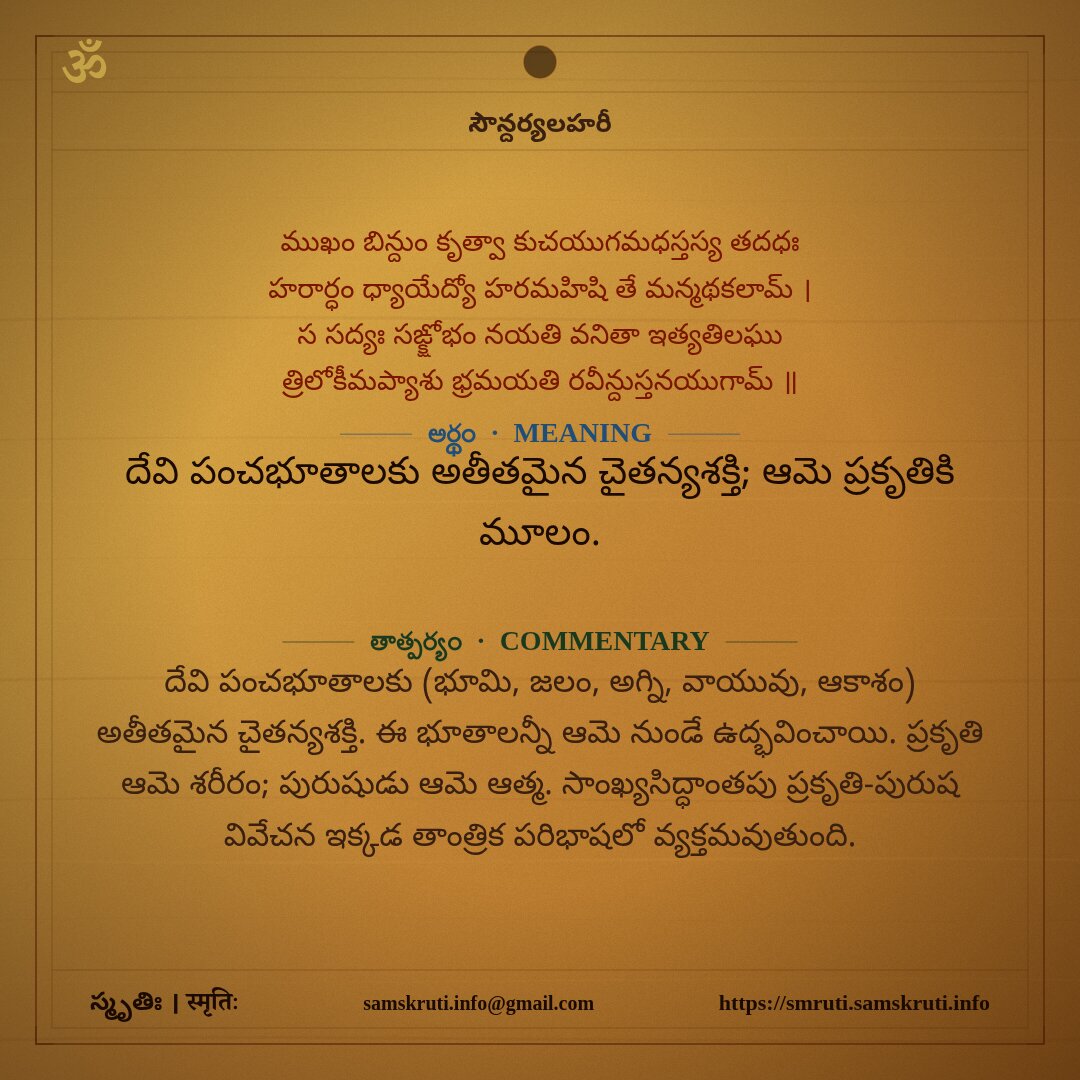 ॐ
సౌన్దర్యలహరీ
ముఖం బిన్దుం కృత్వా కుచయుగమధస్తస్య తదధః
హరార్ధం ధ్యాయేద్యో హరమహిషి తే మన్మథకలామ్ ।
స సద్యః సఙ్క్షోభం నయతి వనితా ఇత్యతిలఘు
త్రిలోకీమప్యాశు భ్రమయతి రవీన్దుస్తనయుగామ్ ॥
అర్థం · MEANING
దేవి పంచభూతాలకు అతీతమైన చైతన్యశక్తి; ఆమె ప్రకృతికి
మూలం.
తాత్పర్యం · COMMENTARY
దేవి పంచభూతాలకు (భూమి, జలం, అగ్ని, వాయువు, ఆకాశం)
అతీతమైన చైతన్యశక్తి. ఈ భూతాలన్నీ ఆమె నుండే ఉద్భవించాయి. ప్రకృతి
ఆమె శరీరం; పురుషుడు ఆమె ఆత్మ. సాంఖ్యసిద్ధాంతపు ప్రకృతి-పురుష
వివేచన ఇక్కడ తాంత్రిక పరిభాషలో వ్యక్తమవుతుంది.
స్మృతిః | स्मृतिः samskruti.info@gmail.com https://smruti.samskruti.info